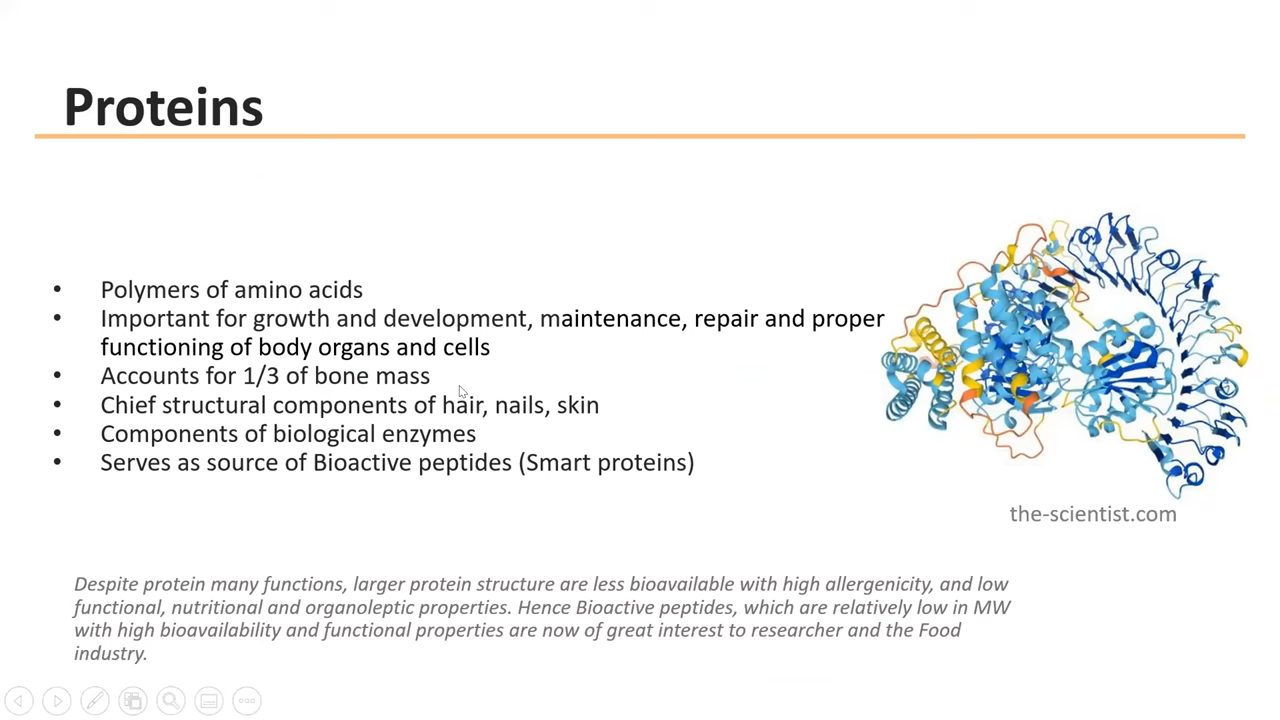 Proteins
• Polymers of amino acids
• Important for growth and development, maintenance, repair and proper
functioning of body organs and cells
• Accounts for 1/3 of bone mass
• Chief structural components of hair, nails, skin
• Components of biological enzymes
• Serves as source of Bioactive peptides (Smart proteins)
the-scientist.com
Despite protein many functions, larger protein structure are less bioavailable with high allergenicity, and low
functional, nutritional and organoleptic properties. Hence Bioactive peptides, which are relatively low in MW
with high bioavailability and functional properties are now of great interest to researcher and the Food
industry.